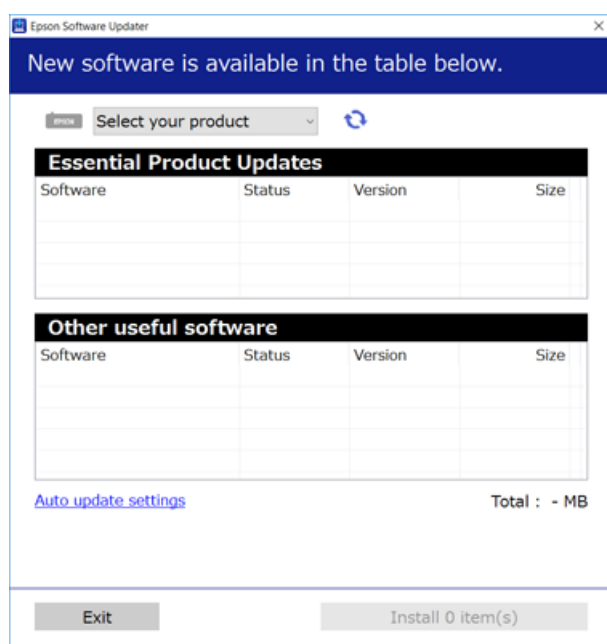 Epson Software Updater
New software is available in the table below.
EPSON Select your product
Essential Product Updates
Software Status Version Size
Other useful software
Software Status Version Size
Auto update settings Total : - MB
Exit Install 0 item(s)